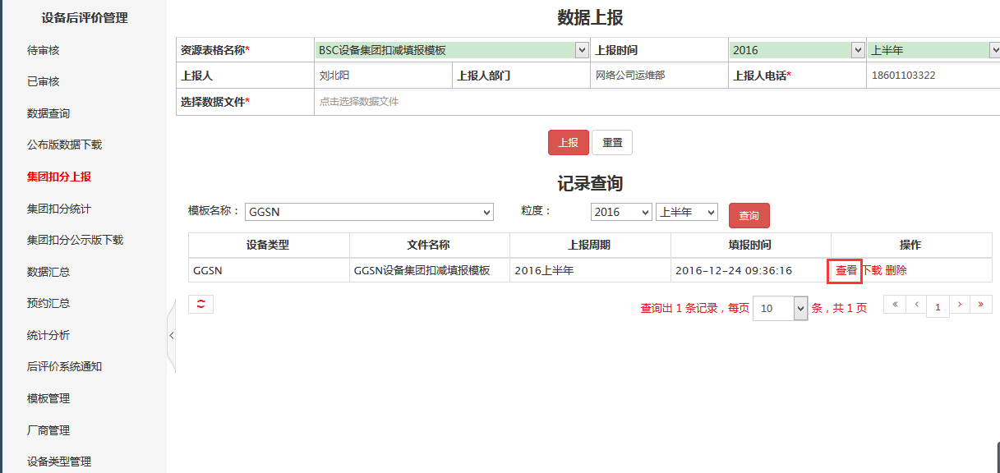 设备后评价管理
待审核
已审核
数据查询
公布版数据下载
集团扣分上报
集团扣分统计
集团扣分公示版下载
数据汇总
预约汇总
统计分析
后评价系统通知
模板管理
厂商管理
设备类型管理
数据上报
资源表格名称* BSC设备集团扣减填报模板 上报时间 2016 上半年
上报人 刘北阳 上报人部门 网络公司运维部 上报人电话* 18601103322
选择数据文件* 点击选择数据文件
上报 重置
记录查询
模板名称： GGSN 粒度： 2016 上半年 查询
设备类型 文件名称 上报周期 填报时间 操作
GGSN GGSN设备集团扣减填报模板 2016上半年 2016-12-24 09:36:16 查看 下载 删除
查询出 1 条记录，每页 10 条，共 1 页 « ‹ 1 › »